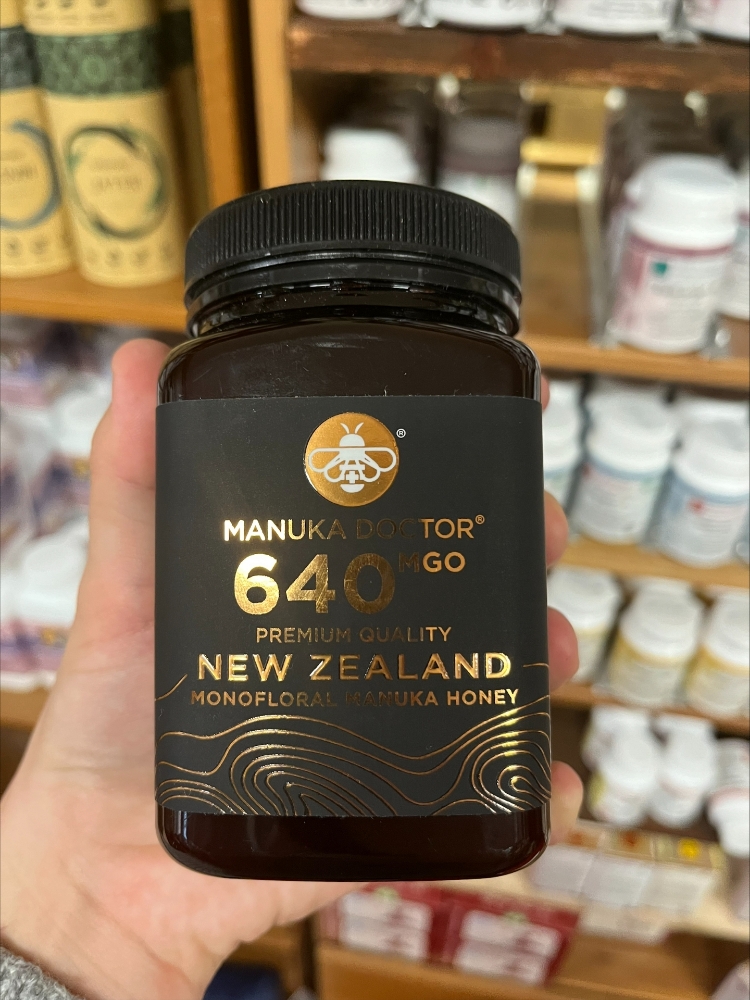 ®
MANUKA DOCTOR®
640 MGO
PREMIUM QUALITY
NEW ZEALAND
MONOFLORAL MANUKA HONEY